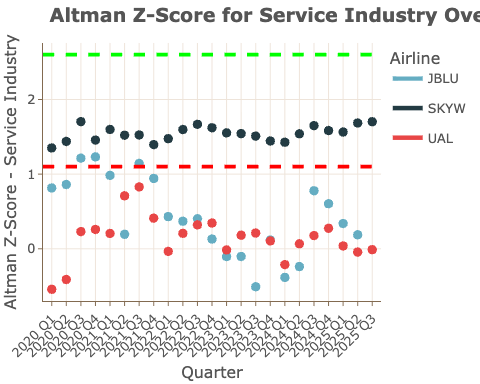 Altman Z-Score for Service Industry Ove
Altman Z-Score - Service Industry
2
1
0
2020 Q1
2020 Q2
2020 Q3
2020 Q4
2021 Q1
2021 Q2
2021 Q3
2021 Q4
2022 Q1
2022 Q2
2022 Q3
2022 Q4
2023 Q1
2023 Q2
2023 Q3
2023 Q4
2024 Q1
2024 Q2
2024 Q3
2024 Q4
2025 Q1
2025 Q2
2025 Q3
Quarter
Airline
JBLU
SKYW
UAL